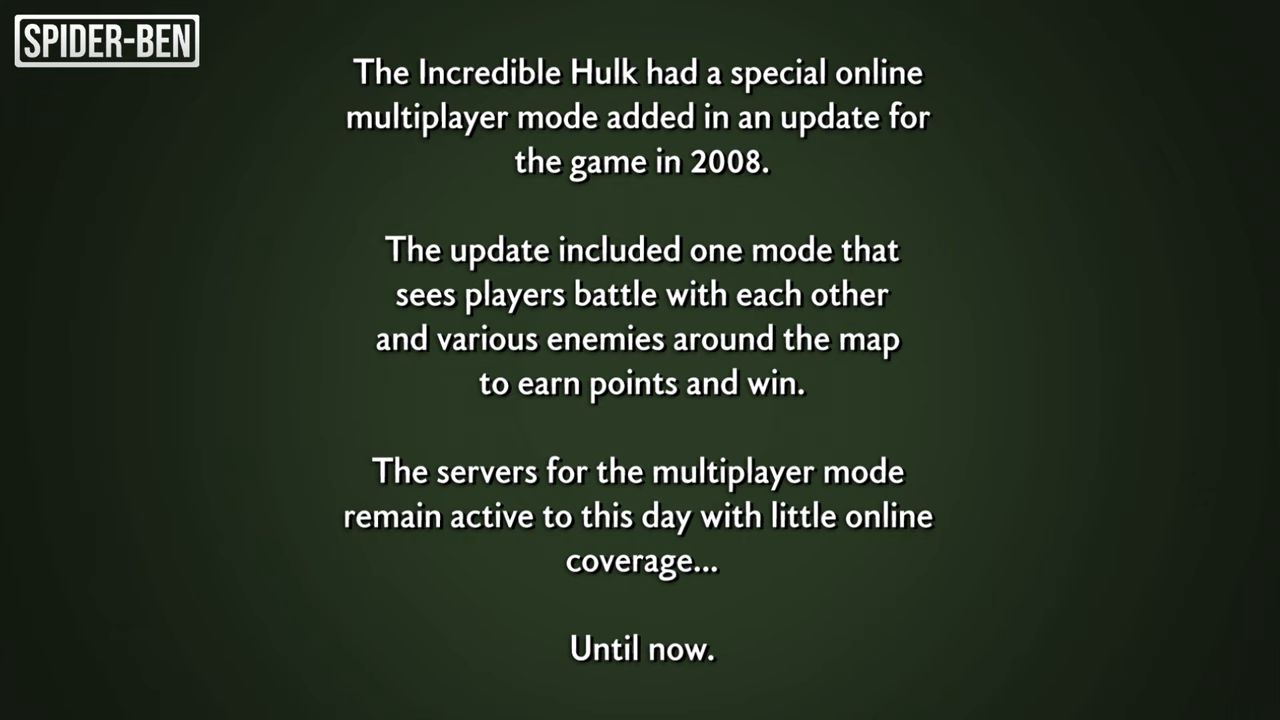 SPIDER-BEN
The Incredible Hulk had a special online
multiplayer mode added in an update for
the game in 2008.
The update included one mode that
sees players battle with each other
and various enemies around the map
to earn points and win.
The servers for the multiplayer mode
remain active to this day with little online
coverage...
Until now.